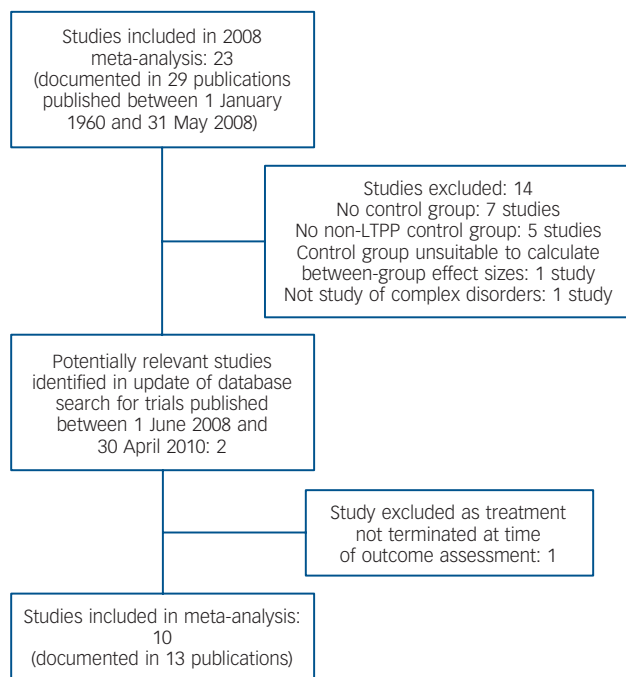 Studies included in 2008
meta-analysis: 23
(documented in 29 publications
published between 1 January
1960 and 31 May 2008)
Studies excluded: 14
No control group: 7 studies
No non-LTPP control group: 5 studies
Control group unsuitable to calculate
between-group effect sizes: 1 study
Not study of complex disorders: 1 study
Potentially relevant studies
identified in update of database
search for trials published
between 1 June 2008 and
30 April 2010: 2
Study excluded as treatment
not terminated at time
of outcome assessment: 1
Studies included in meta-analysis:
10
(documented in 13 publications)